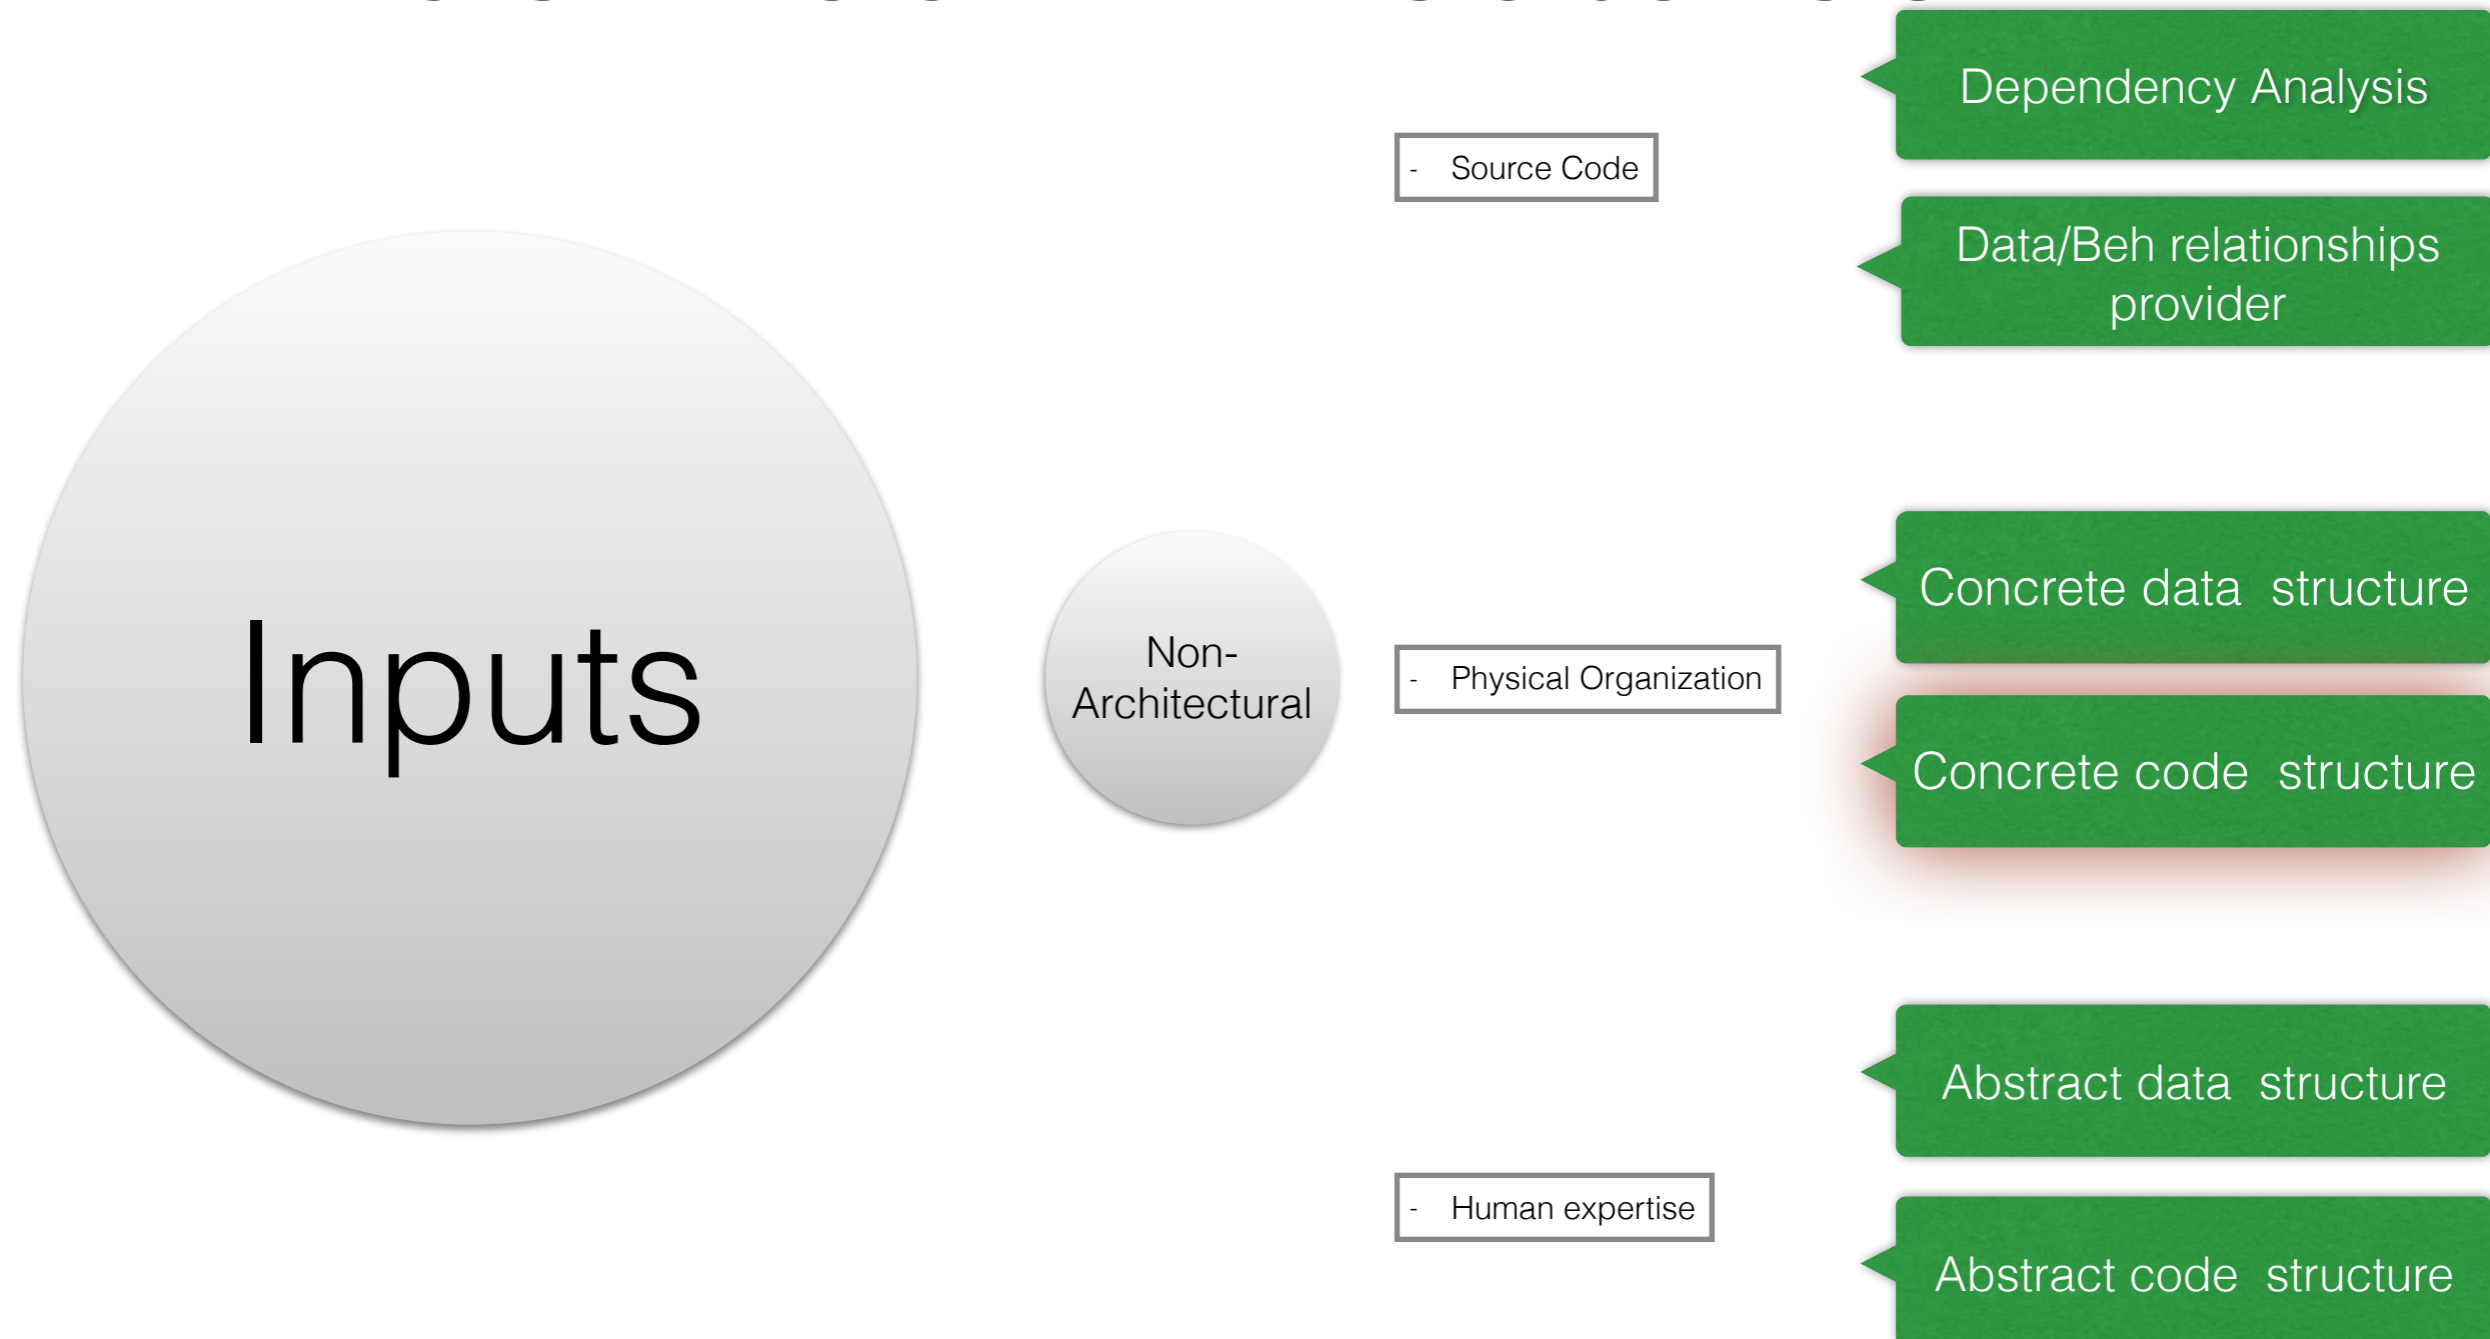 Inputs
Non-
Architectural
- Source Code
Dependency Analysis
Data/Beh relationships
provider
- Physical Organization
Concrete data structure
Concrete code structure
- Human expertise
Abstract data structure
Abstract code structure